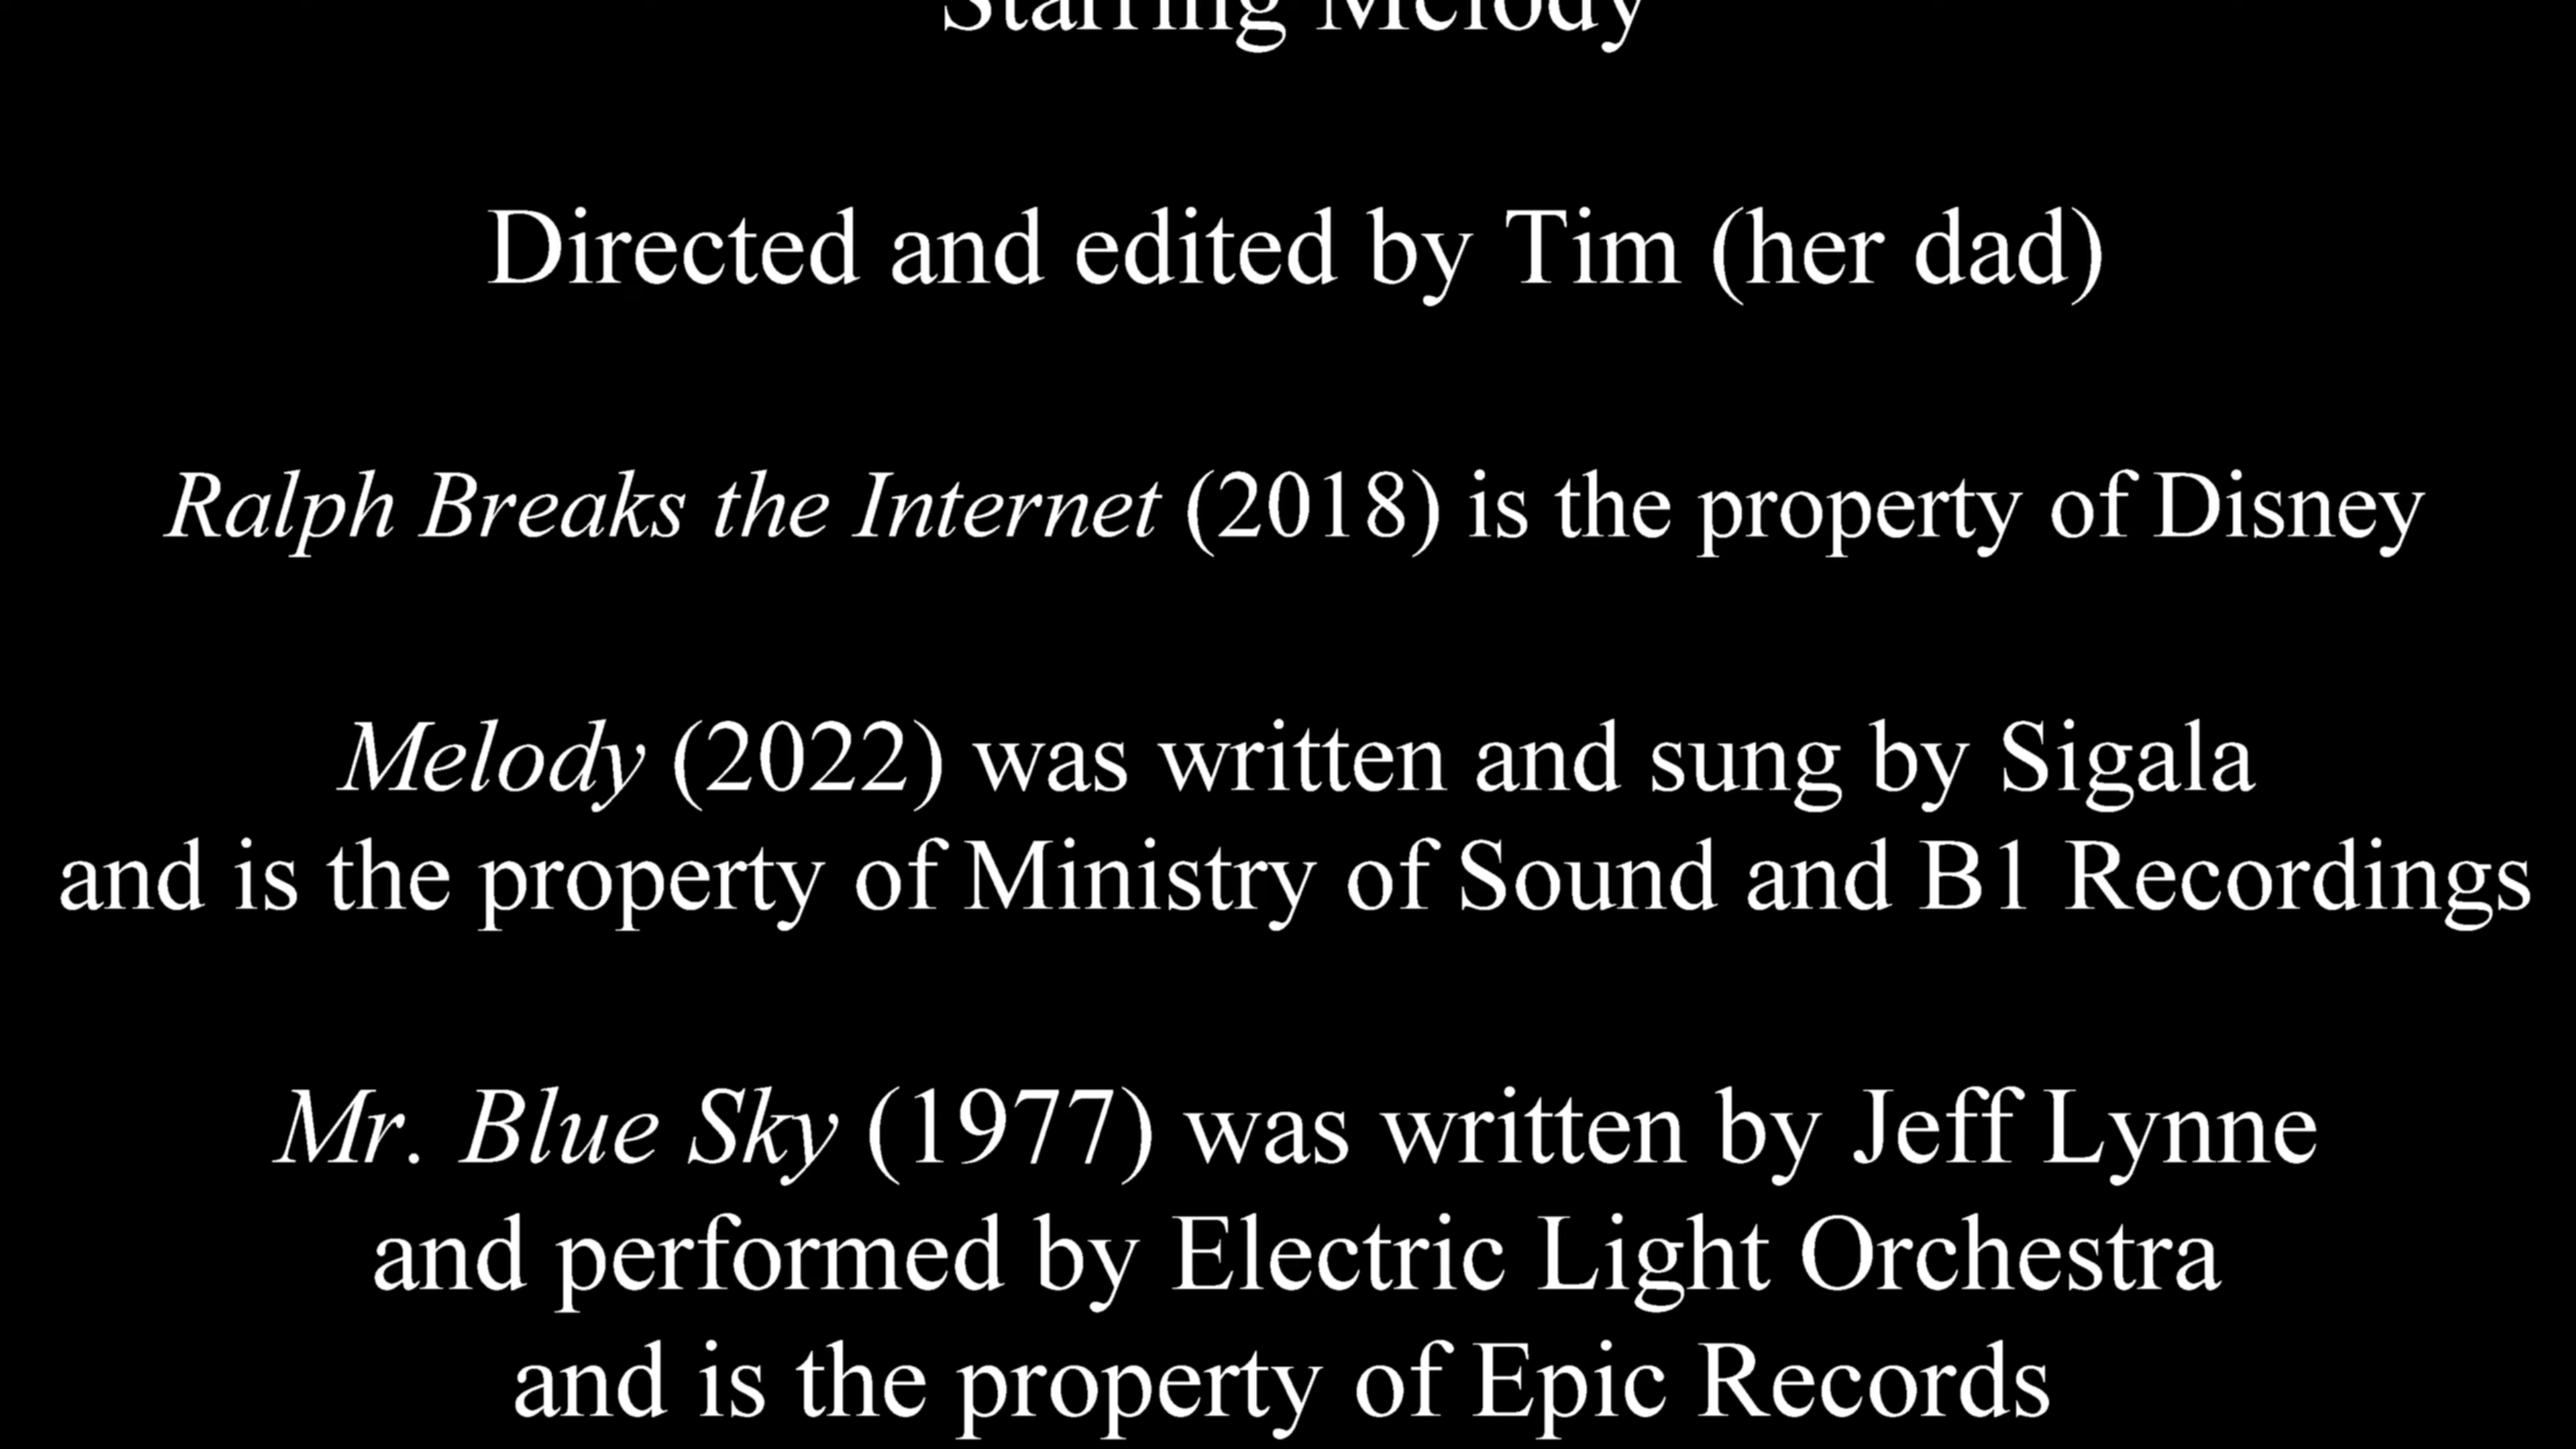 Starring Melody
Directed and edited by Tim (her dad)
Ralph Breaks the Internet (2018) is the property of Disney
Melody (2022) was written and sung by Sigala
and is the property of Ministry of Sound and B1 Recordings
Mr. Blue Sky (1977) was written by Jeff Lynne
and performed by Electric Light Orchestra
and is the property of Epic Records